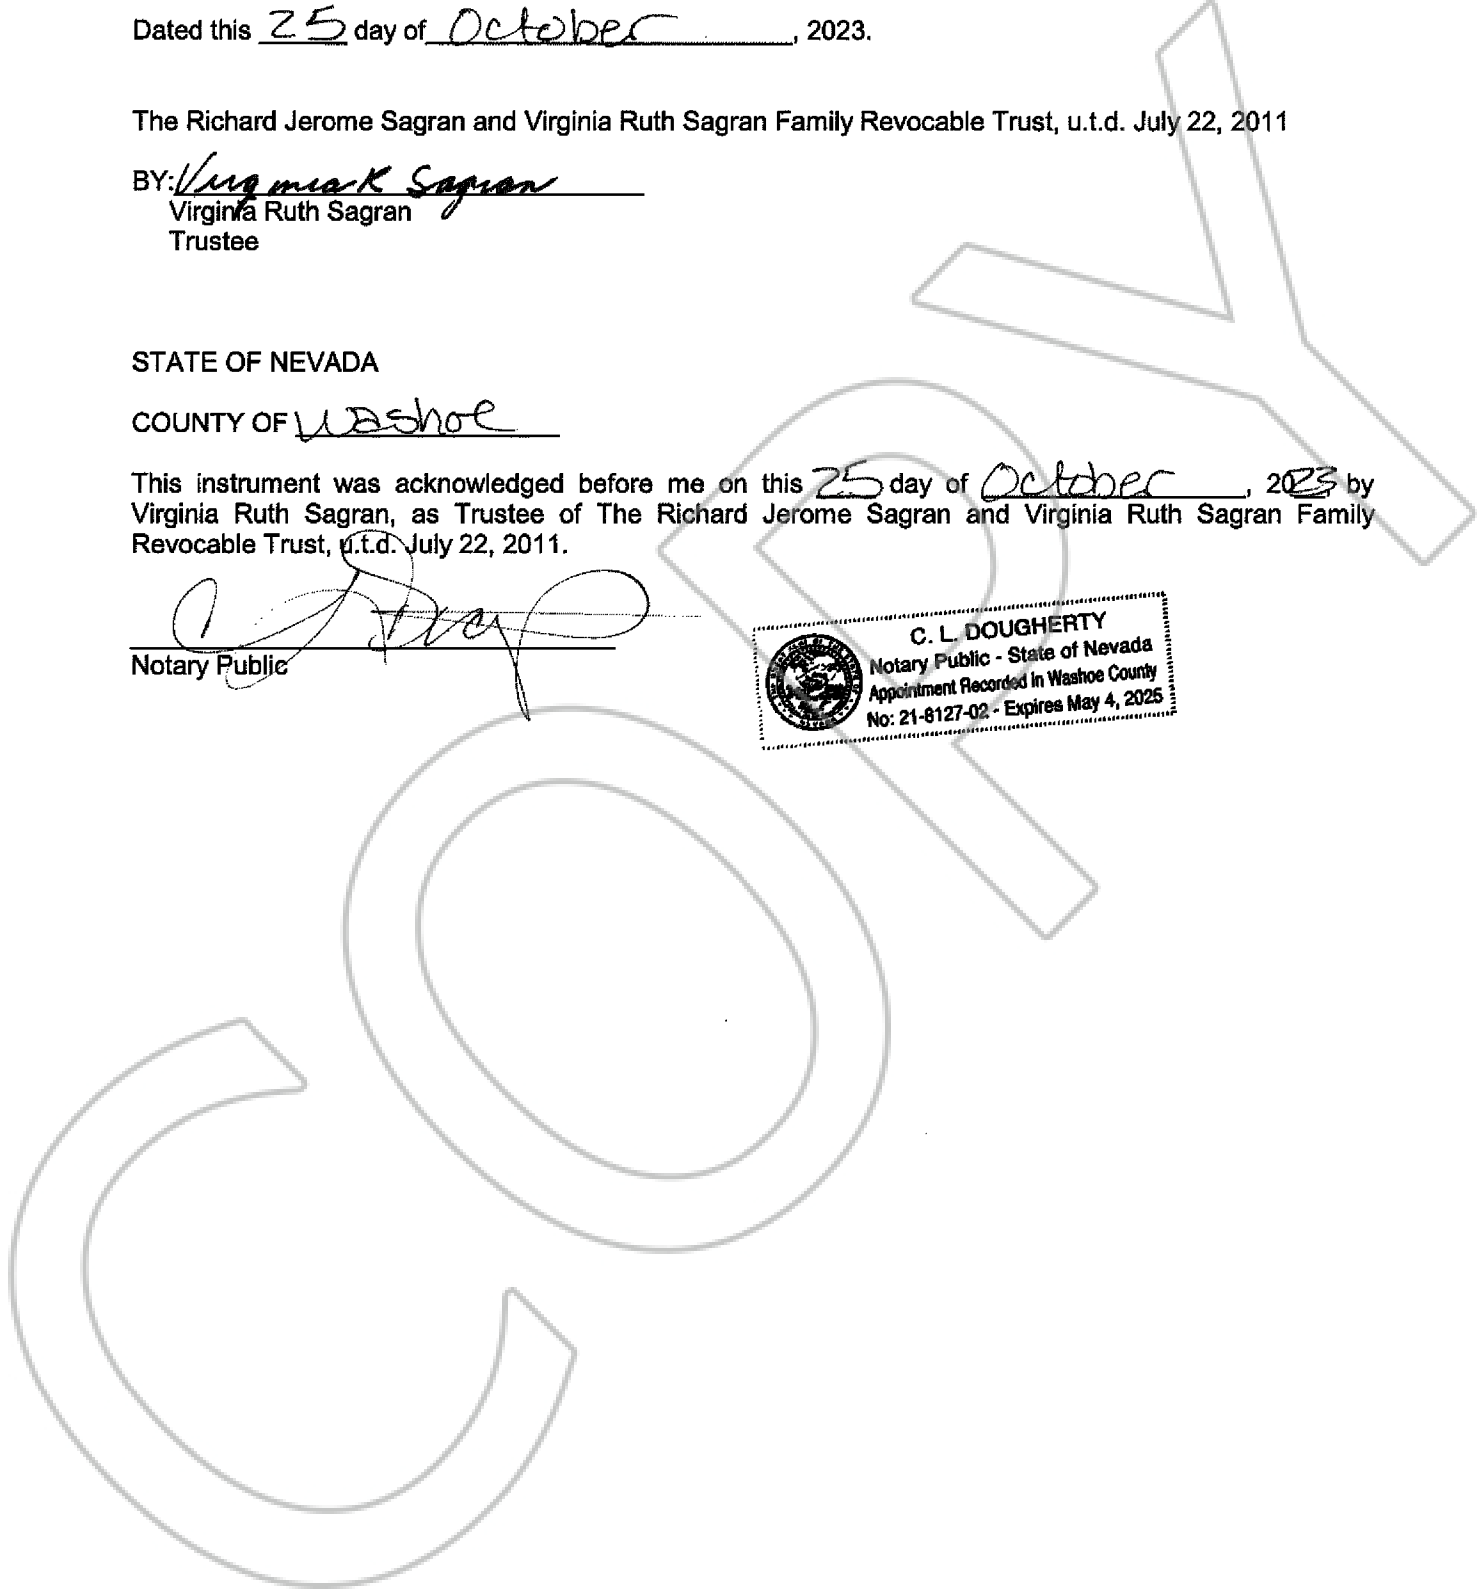 Dated this 25 day of October, 2023.
The Richard Jerome Sagran and Virginia Ruth Sagran Family Revocable Trust, u.t.d. July 22, 2011
BY: Virginia R Sagran
Virginia Ruth Sagran
Trustee
STATE OF NEVADA
COUNTY OF Washoe
This instrument was acknowledged before me on this 25 day of October, 2023 by
Virginia Ruth Sagran, as Trustee of The Richard Jerome Sagran and Virginia Ruth Sagran Family
Revocable Trust, u.t.d. July 22, 2011.
Notary Public
C. L. DOUGHERTY
Notary Public - State of Nevada
Appointment Recorded in Washoe County
No: 21-6127-02 - Expires May 4, 2025
COPY